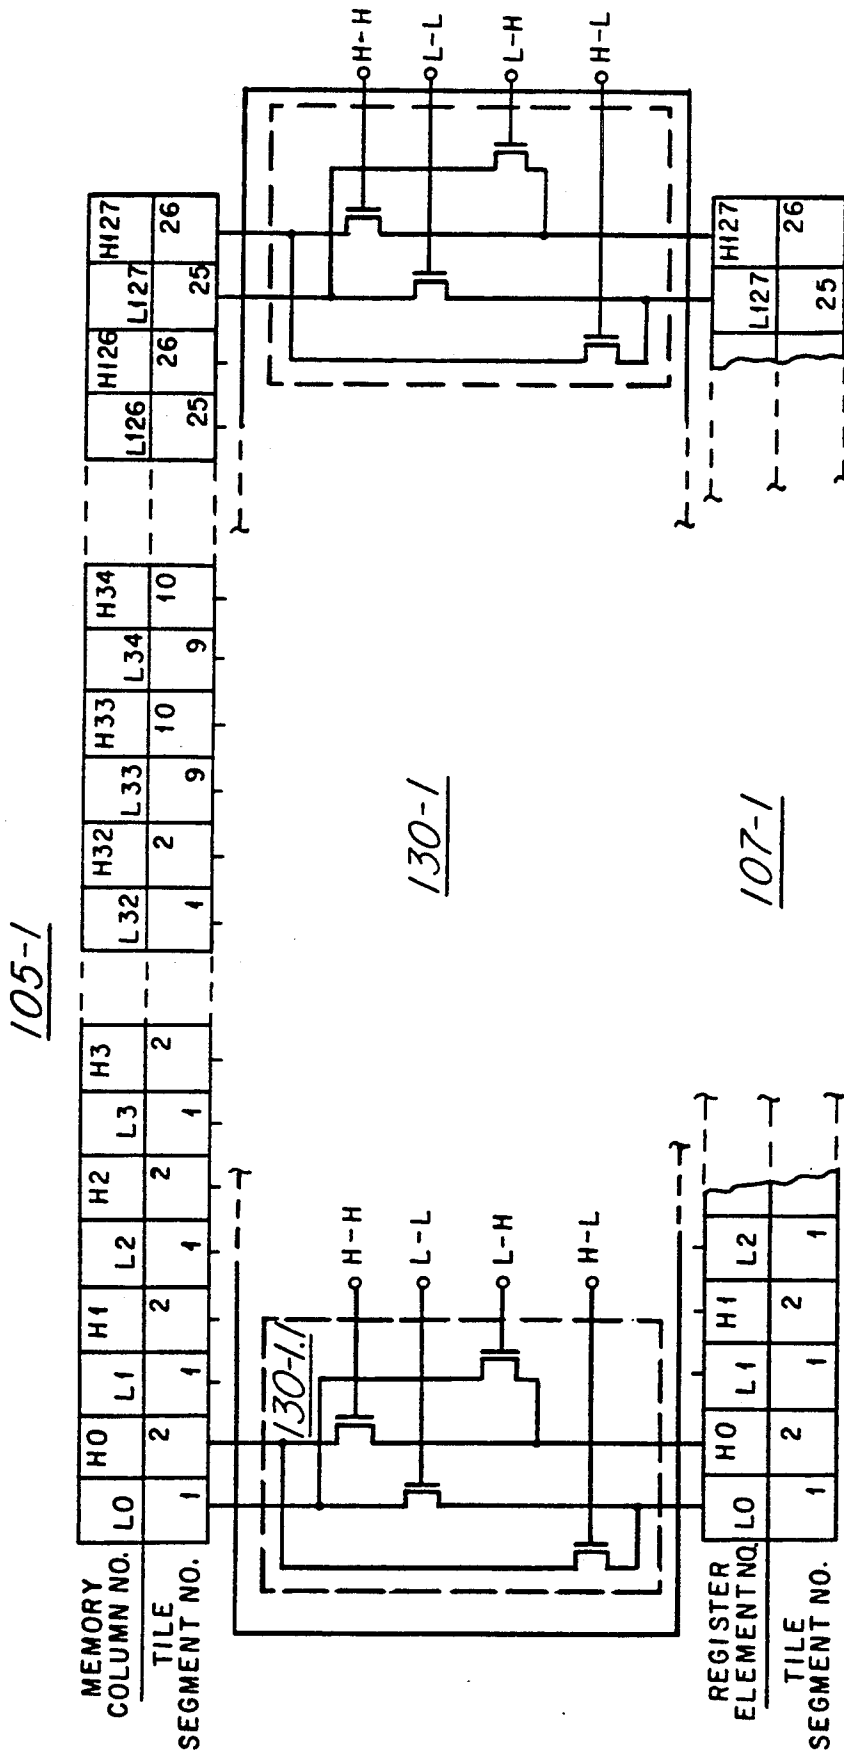 105-1
MEMORY
COLUMN NO.
L0 H0 L1 H1 L2 H2 L3 H3 L32 H32 L33 H33 L34 H34 L126 H126 L127 H127
TILE
SEGMENT NO.
1 2 1 2 1 2 1 2 1 2 9 10 9 10 25 26 25 26
130-1.1
H-H
L-L
L-H
H-L
130-1
H-H
L-L
L-H
H-L
REGISTER
ELEMENT NO.
L0 H0 L1 H1 L2 L127 H127
107-1
TILE
SEGMENT NO.
1 2 1 2 1 25 26